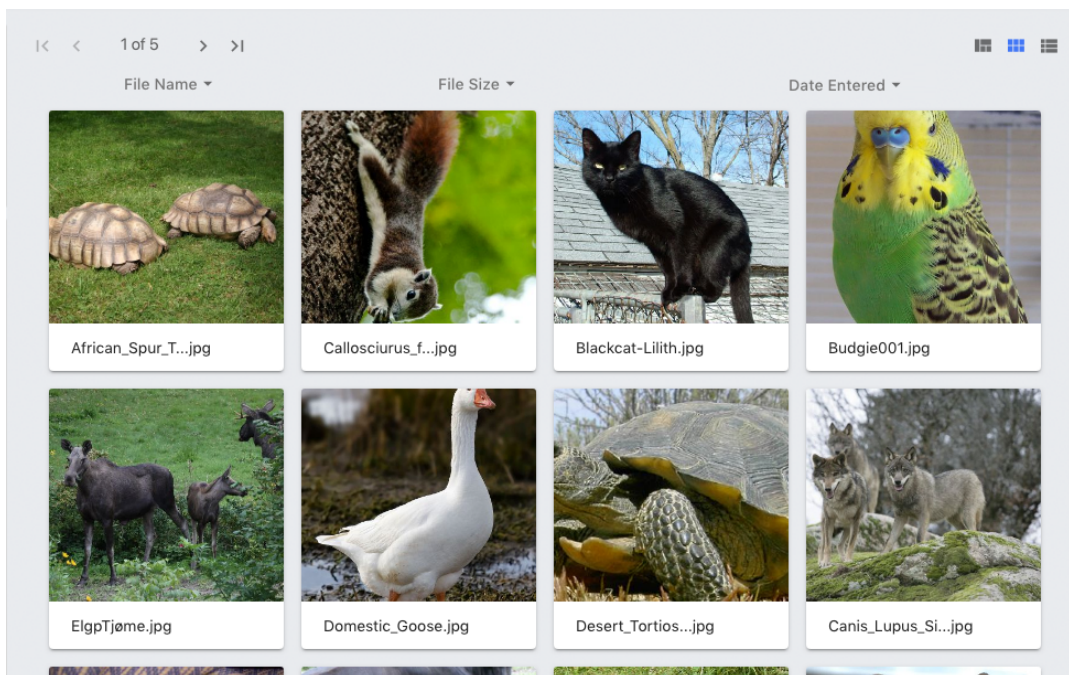 1 of 5
File Name
File Size
Date Entered
African_Spur_T...jpg
Callosciurus_f...jpg
Blackcat-Lilith.jpg
Budgie001.jpg
ElgpTjøme.jpg
Domestic_Goose.jpg
Desert_Tortios...jpg
Canis_Lupus_Si...jpg